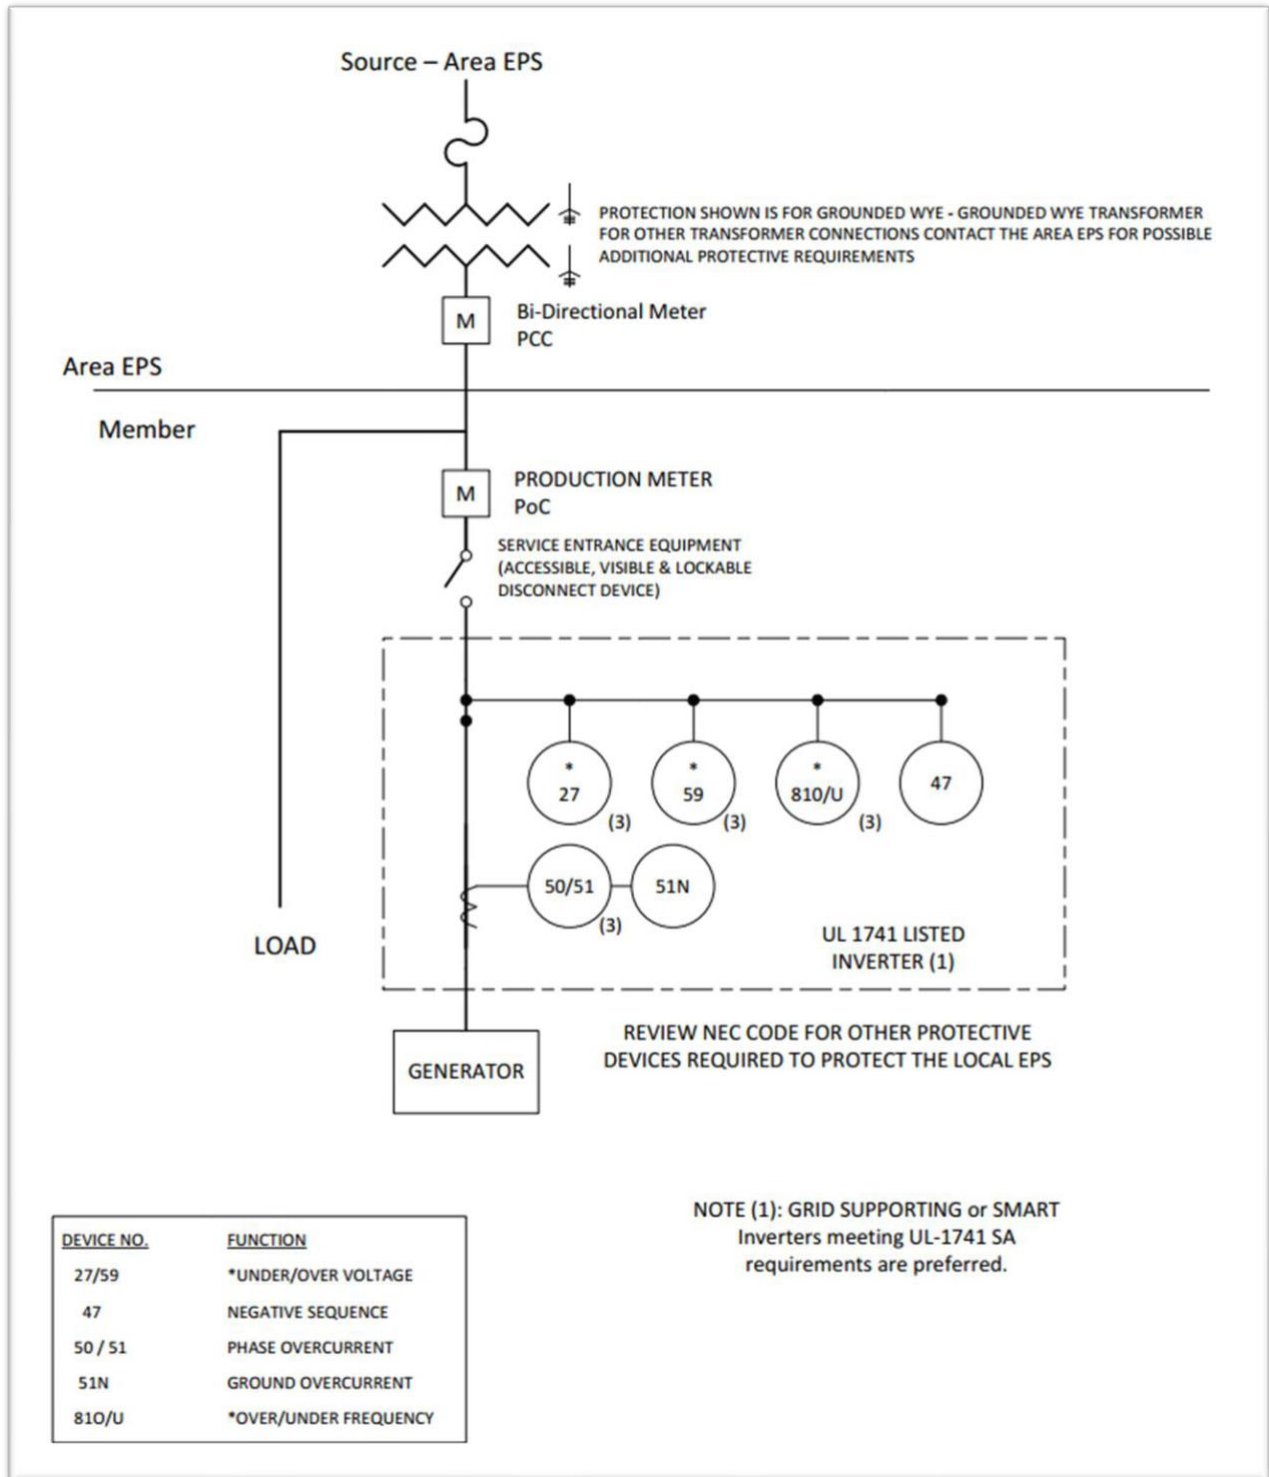 Source – Area EPS
PROTECTION SHOWN IS FOR GROUNDED WYE - GROUNDED WYE TRANSFORMER
FOR OTHER TRANSFORMER CONNECTIONS CONTACT THE AREA EPS FOR POSSIBLE
ADDITIONAL PROTECTIVE REQUIREMENTS
M
Bi-Directional Meter
PCC
Area EPS
Member
M
PRODUCTION METER
PoC
SERVICE ENTRANCE EQUIPMENT
(ACCESSIBLE, VISIBLE & LOCKABLE
DISCONNECT DEVICE)
* * *
27 59 81O/U 47
(3) (3) (3)
50/51 51N
(3)
LOAD
UL 1741 LISTED
INVERTER (1)
GENERATOR
REVIEW NEC CODE FOR OTHER PROTECTIVE
DEVICES REQUIRED TO PROTECT THE LOCAL EPS
NOTE (1): GRID SUPPORTING or SMART
Inverters meeting UL-1741 SA
requirements are preferred.
DEVICE NO. FUNCTION
27/59 *UNDER/OVER VOLTAGE
47 NEGATIVE SEQUENCE
50 / 51 PHASE OVERCURRENT
51N GROUND OVERCURRENT
81O/U *OVER/UNDER FREQUENCY